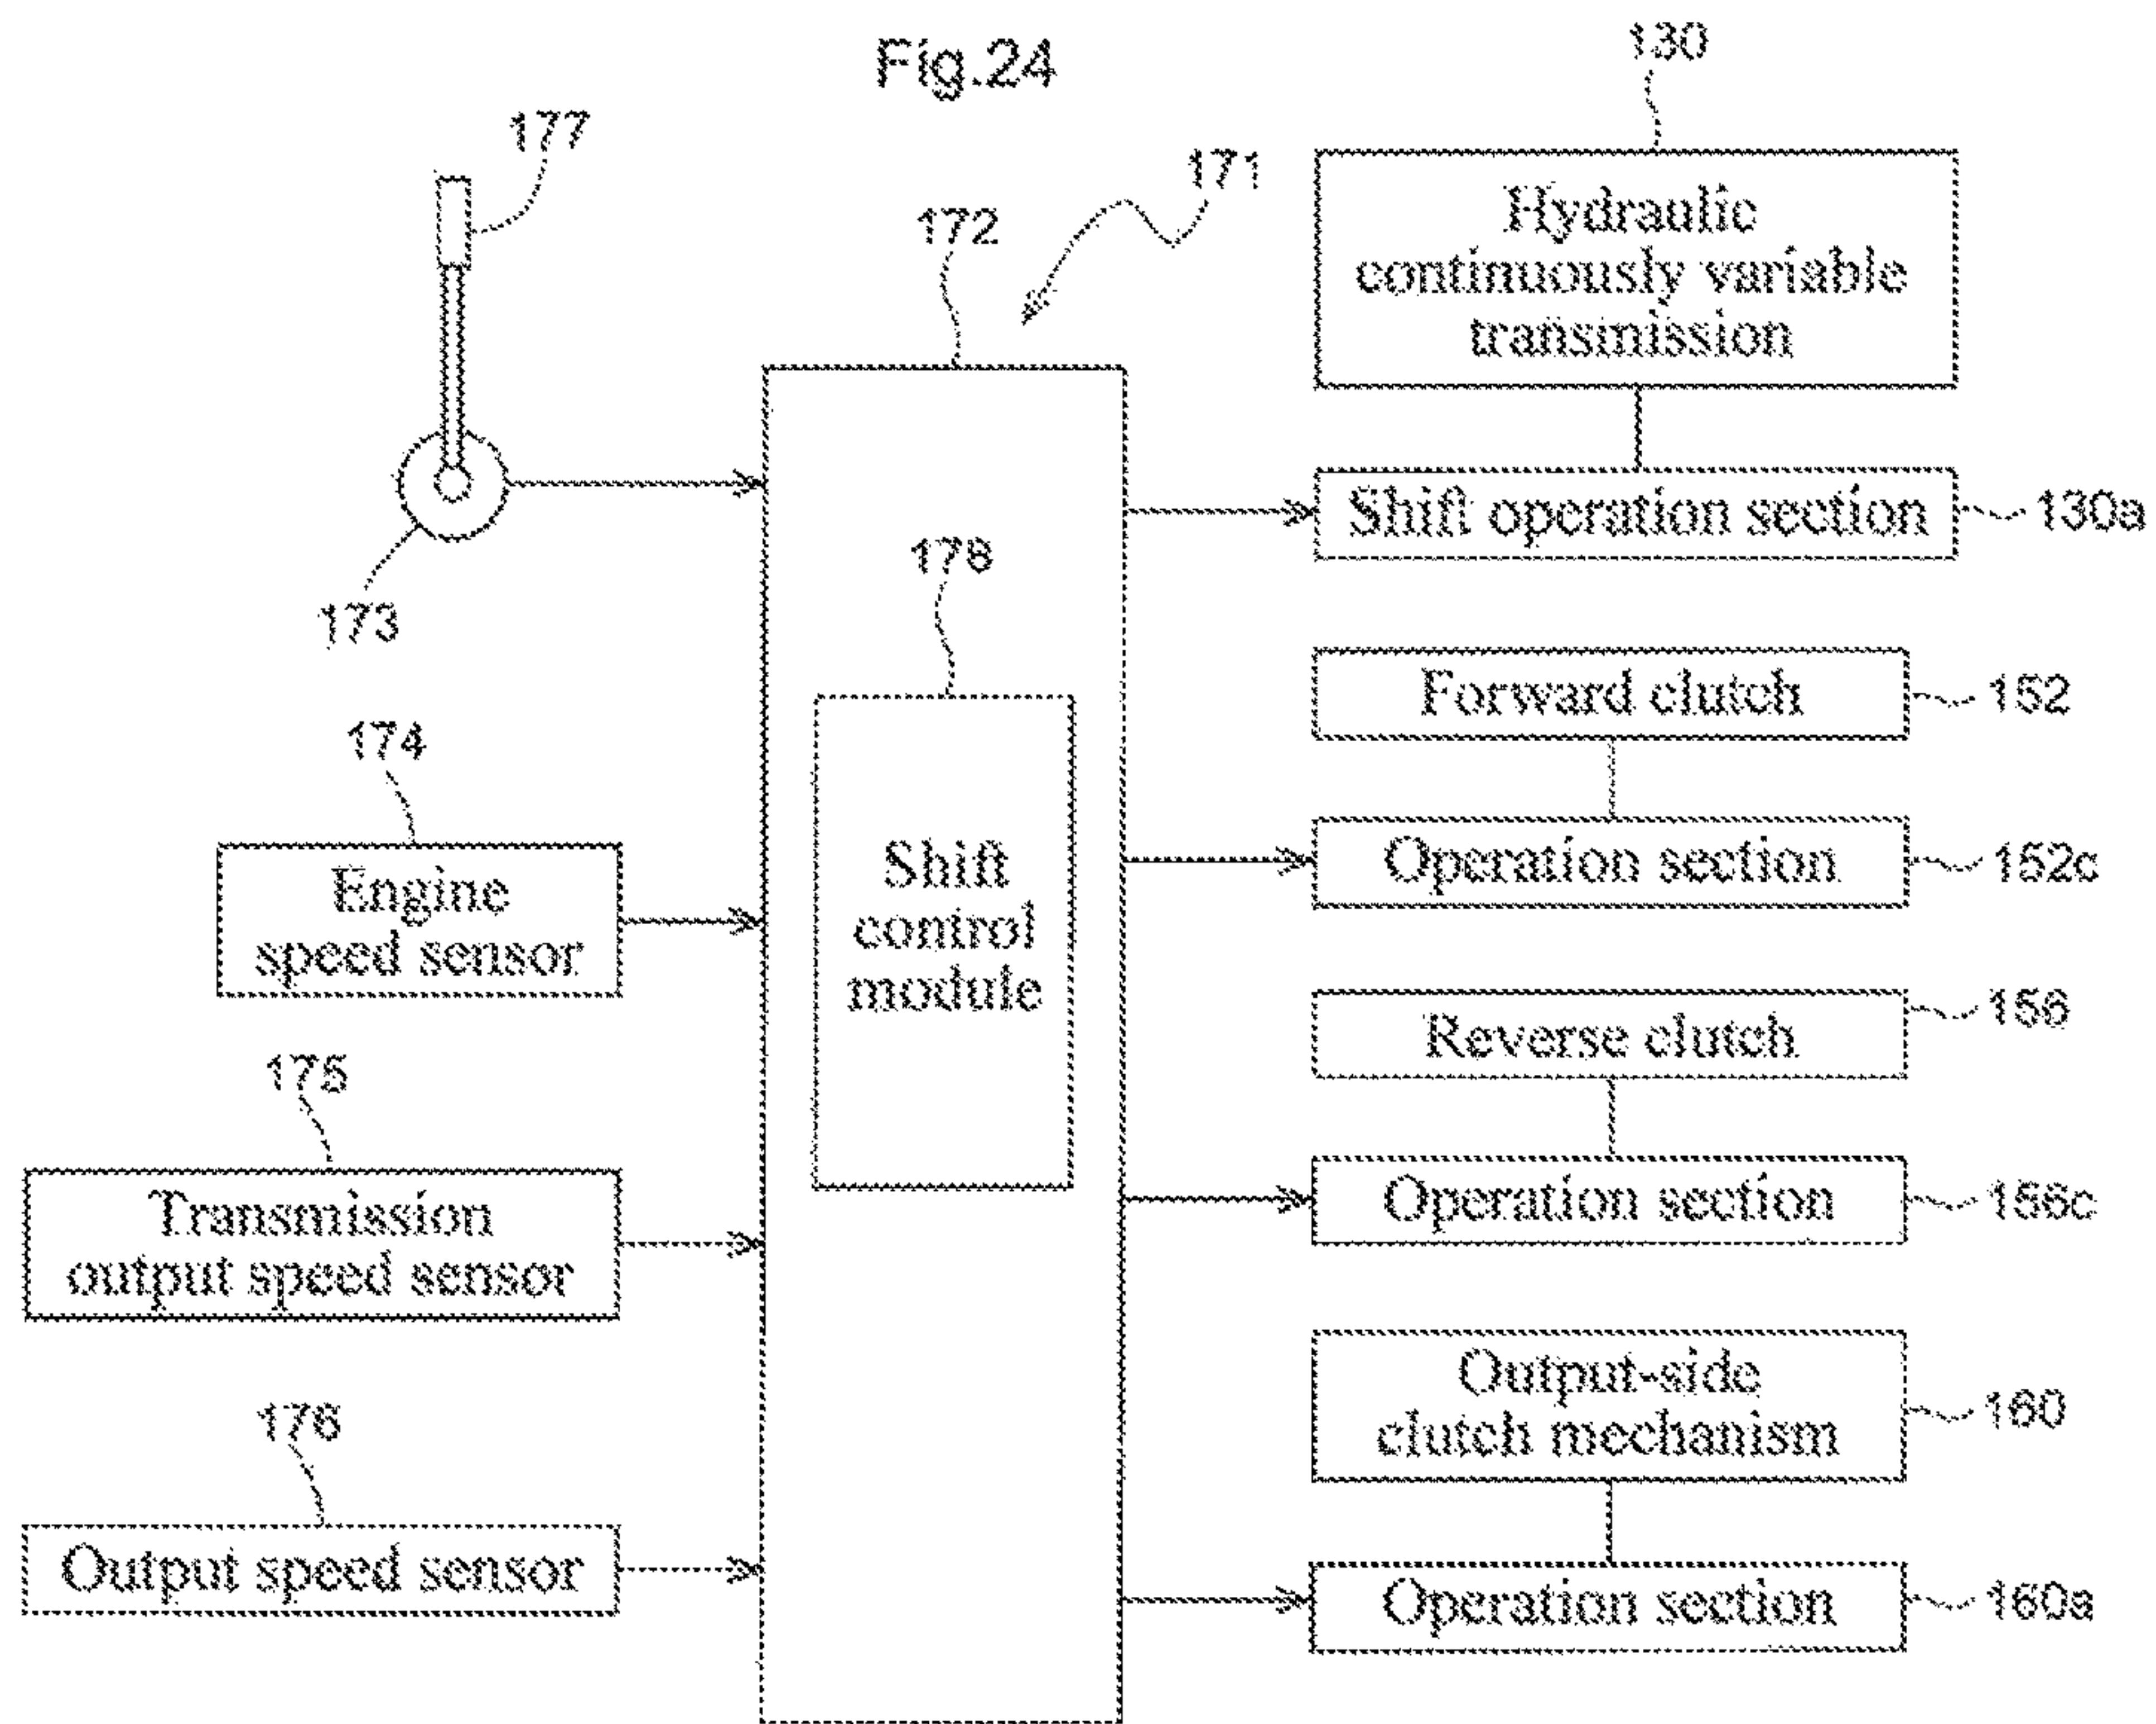 Fig.24
130
177
171
172
Hydraulic
continuously variable
transmission
Shift operation section
130a
173
178
Forward clutch
152
174
Operation section
152c
Engine
speed sensor
Shift
control
module
Reverse clutch
156
175
Operation section
156c
Transmission
output speed sensor
Output-side
clutch mechanism
160
176
Output speed sensor
Operation section
160a